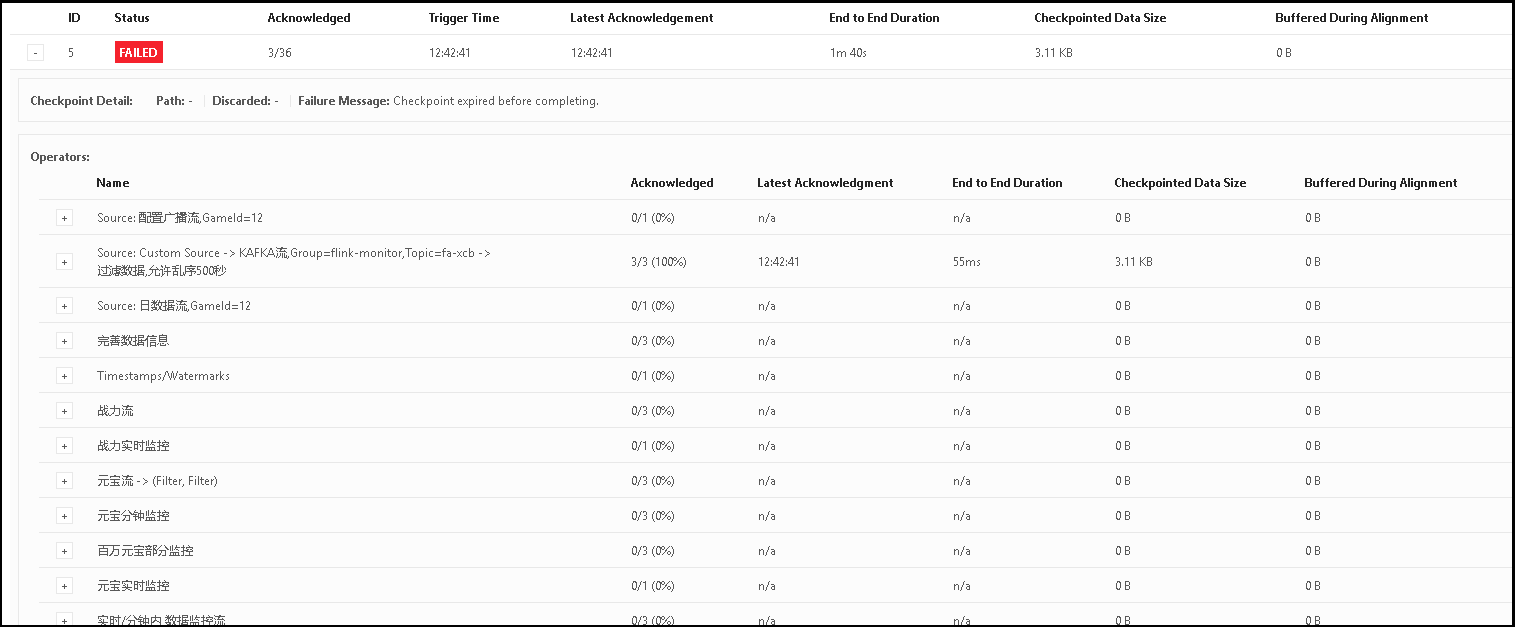 ID Status Acknowledged Trigger Time Latest Acknowledgement End to End Duration Checkpointed Data Size Buffered During Alignment
- 5 FAILED 3/36 12:42:41 12:42:41 1m 40s 3.11 KB 0 B
Checkpoint Detail: Path: - Discarded: - Failure Message: Checkpoint expired before completing.
Operators:
Name Acknowledged Latest Acknowledgment End to End Duration Checkpointed Data Size Buffered During Alignment
+ Source: 配置广播流,GameId=12 0/1 (0%) n/a n/a 0 B 0 B
Source: Custom Source -> KAFKA流,Group=flink-monitor,Topic=fa-xcb ->
+ 过滤数据,允许乱序500秒 3/3 (100%) 12:42:41 55ms 3.11 KB 0 B
+ Source: 日数据流,GameId=12 0/1 (0%) n/a n/a 0 B 0 B
+ 完善数据信息 0/3 (0%) n/a n/a 0 B 0 B
+ Timestamps/Watermarks 0/1 (0%) n/a n/a 0 B 0 B
+ 战力流 0/3 (0%) n/a n/a 0 B 0 B
+ 战力实时监控 0/1 (0%) n/a n/a 0 B 0 B
+ 元宝流 -> (Filter, Filter) 0/3 (0%) n/a n/a 0 B 0 B
+ 元宝分钟监控 0/3 (0%) n/a n/a 0 B 0 B
+ 百万元宝部分监控 0/3 (0%) n/a n/a 0 B 0 B
+ 元宝实时监控 0/1 (0%) n/a n/a 0 B 0 B
+ 实时/分钟内 数据监控流 0/3 (0%) n/a n/a 0 B 0 B